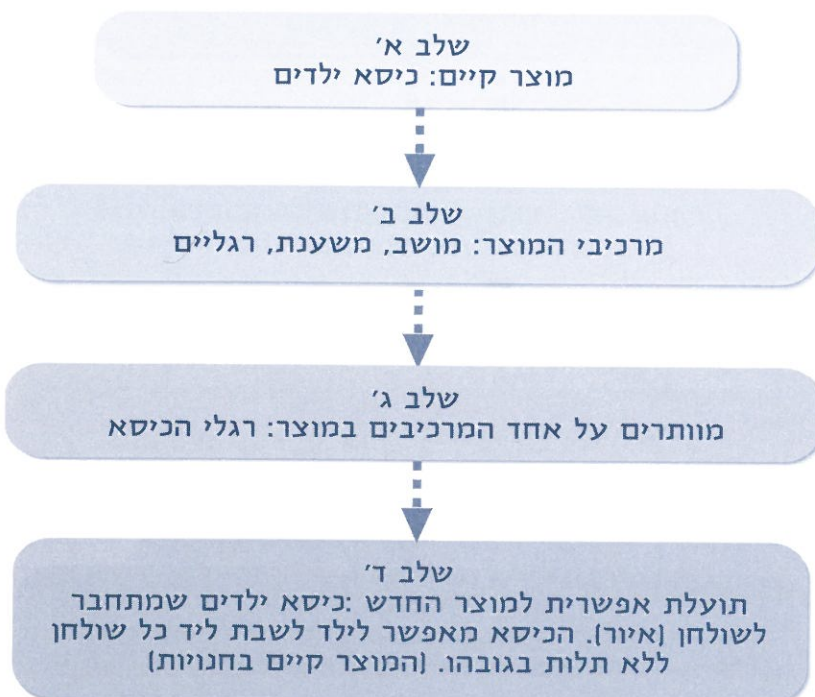 שלב א׳
מוצר קיים: כיסא ילדים
שלב ב׳
מרכיבי המוצר: מושב, משענת, רגליים
שלב ג׳
מוותרים על אחד המרכיבים במוצר: רגלי הכיסא
שלב ד׳
תועלת אפשרית למוצר החדש :כיסא ילדים שמתחבר
לשולחן (איור). הכיסא מאפשר לילד לשבת ליד כל שולחן
ללא תלות בגובהו. (המוצר קיים בחנויות)